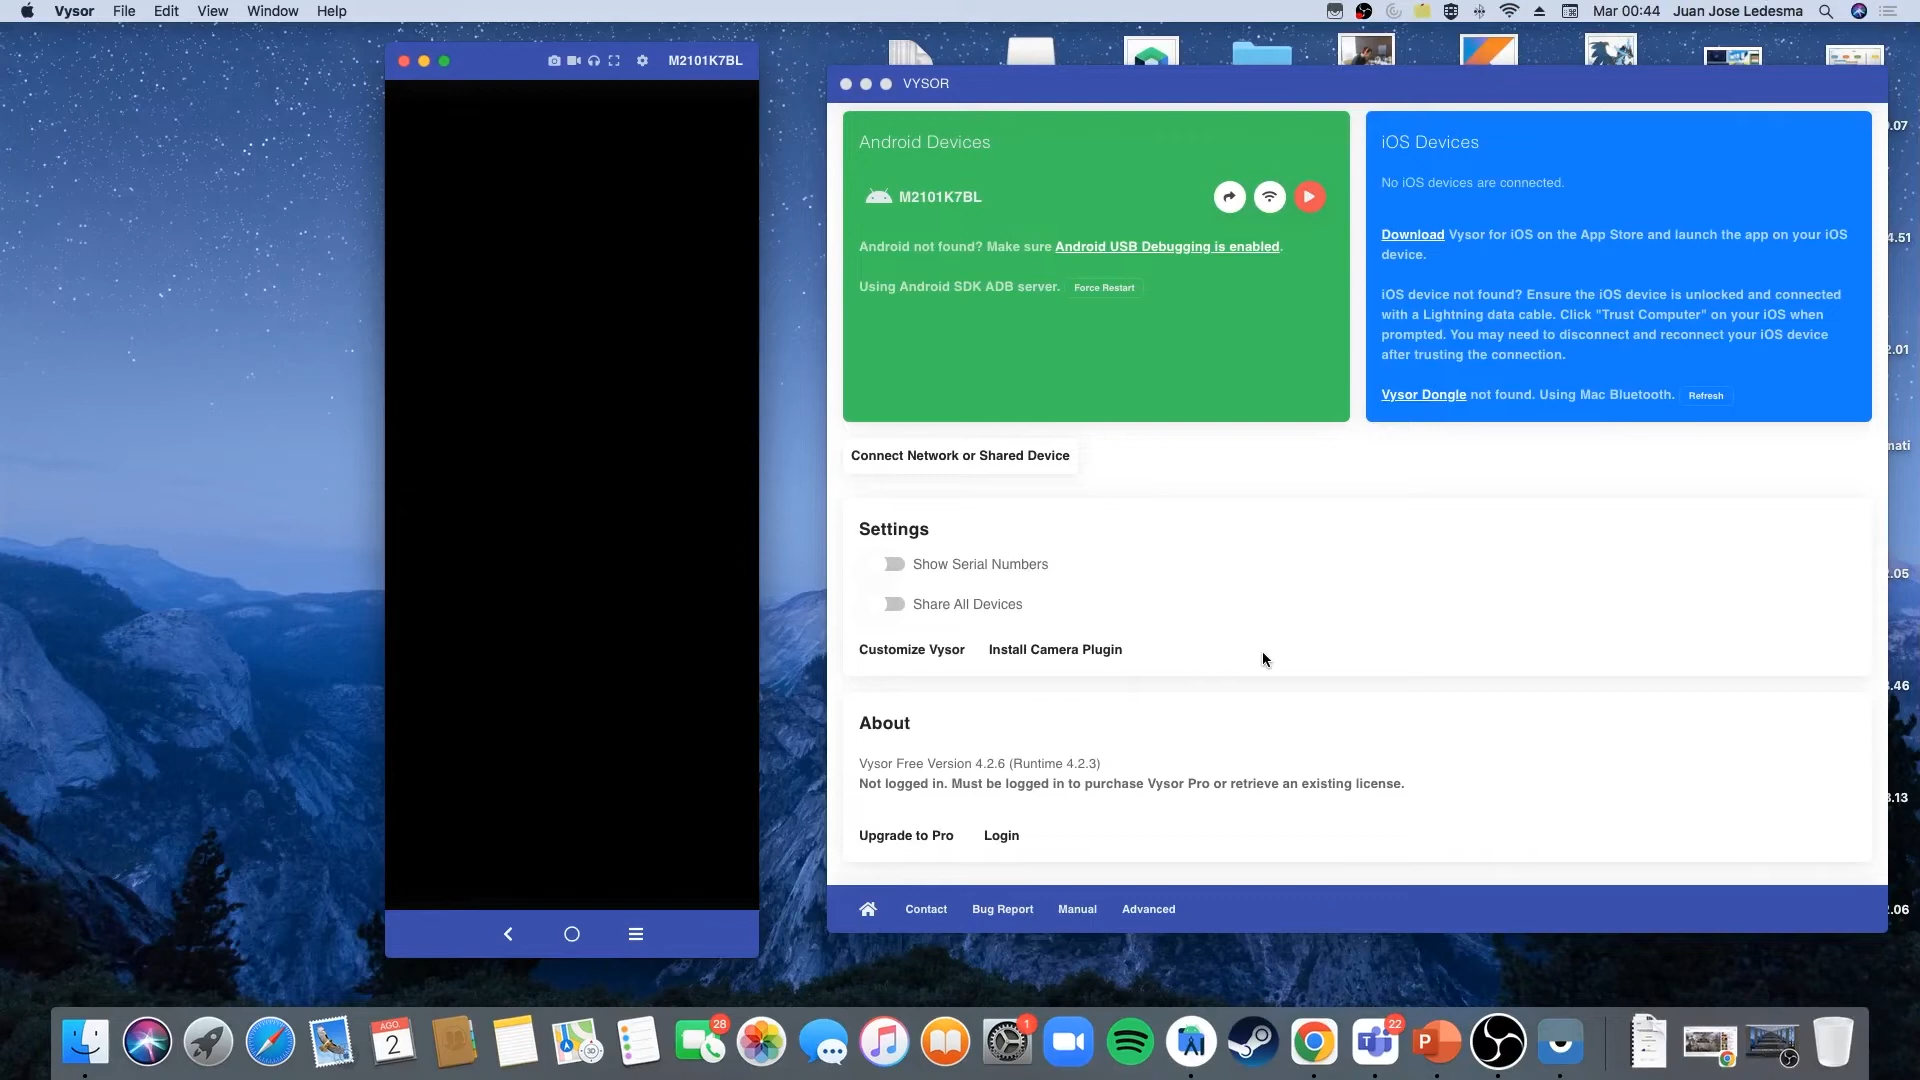 Vysor File Edit View Window Help
Mar 00:44 Juan Jose Ledesma
M2101K7BL
VYSOR
Android Devices
M2101K7BL
Android not found? Make sure Android USB Debugging is enabled.
Using Android SDK ADB server. Force Restart
iOS Devices
No iOS devices are connected.
Download Vysor for iOS on the App Store and launch the app on your iOS
device.
iOS device not found? Ensure the iOS device is unlocked and connected
with a Lightning data cable. Click "Trust Computer" on your iOS when
prompted. You may need to disconnect and reconnect your iOS device
after trusting the connection.
Vysor Dongle not found. Using Mac Bluetooth. Refresh
Connect Network or Shared Device
Settings
Show Serial Numbers
Share All Devices
Customize Vysor Install Camera Plugin
About
Vysor Free Version 4.2.6 (Runtime 4.2.3)
Not logged in. Must be logged in to purchase Vysor Pro or retrieve an existing license.
Upgrade to Pro Login
Contact Bug Report Manual Advanced
AGO.
2
28
3D
1
22
P